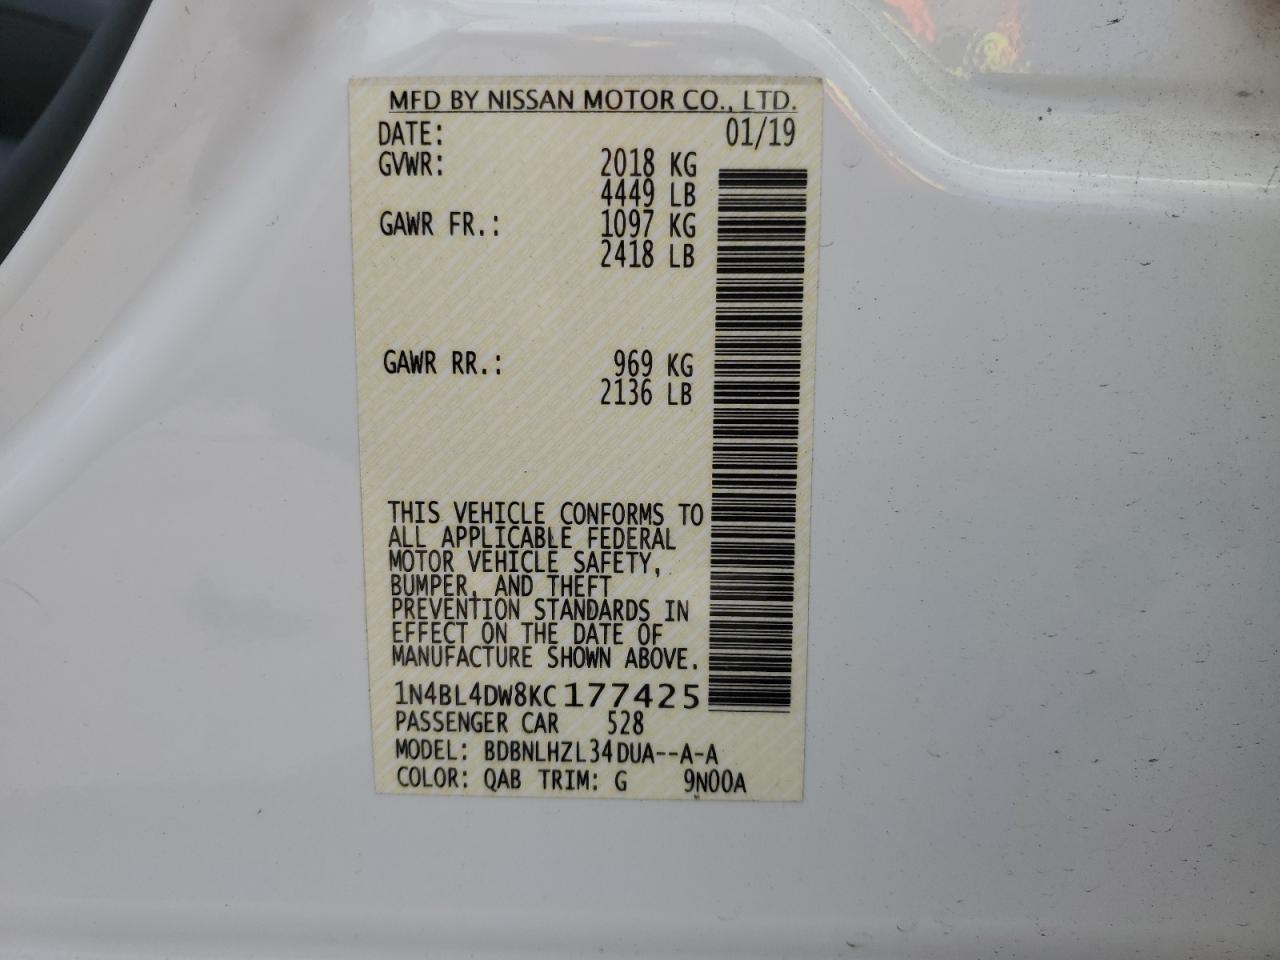 MFD BY NISSAN MOTOR CO., LTD.
DATE: 01/19
GVWR: 2018 KG
4449 LB
GAWR FR.: 1097 KG
2418 LB
GAWR RR.: 969 KG
2136 LB
THIS VEHICLE CONFORMS TO
ALL APPLICABLE FEDERAL
MOTOR VEHICLE SAFETY,
BUMPER, AND THEFT
PREVENTION STANDARDS IN
EFFECT ON THE DATE OF
MANUFACTURE SHOWN ABOVE.
1N4BL4DW8KC177425
PASSENGER CAR 528
MODEL: BDBNLHZL34DUA--A-A
COLOR: QAB TRIM: G 9N00A